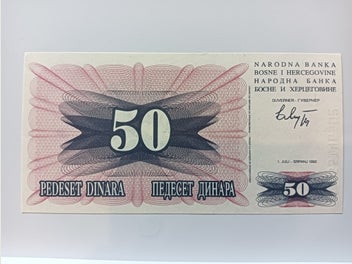 NARODNA BANKA
BOSNE I HERCEGOVINE
НАРОДНА БАНКА
БОСНЕ И ХЕРЦЕГОВИНЕ
GUVERNER - ГУВЕРНЕР
50
PEDESET DINARA ПЕДЕСЕТ ДИНАРА
50